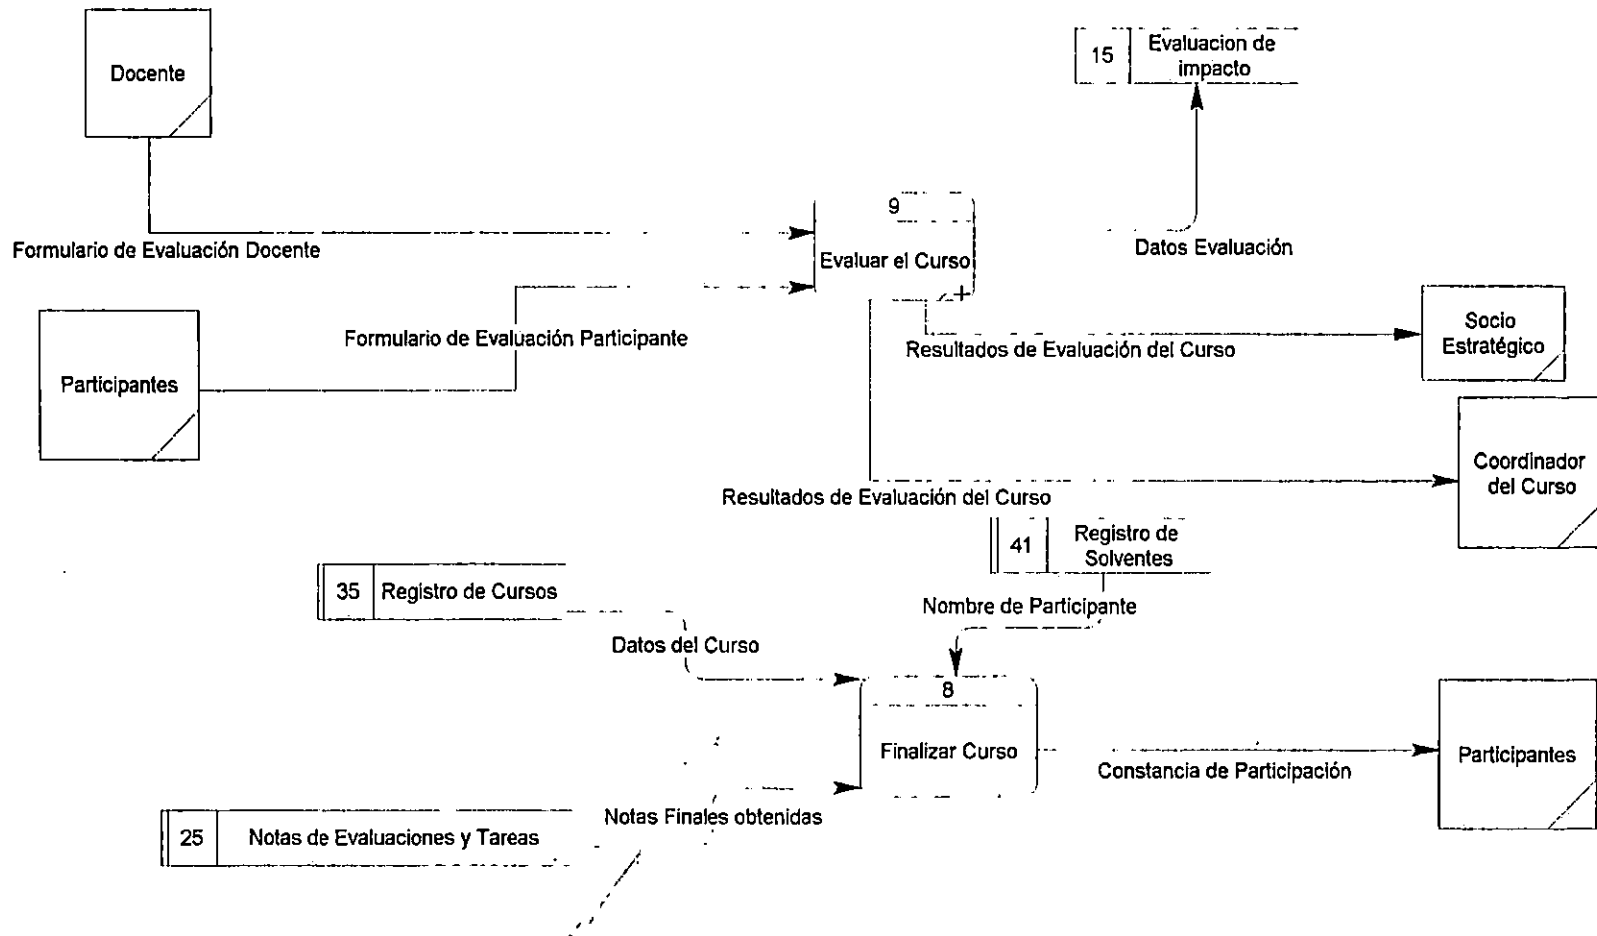 Docente
15
Evaluacion de
impacto
9
Evaluar el Curso
Formulario de Evaluación Docente
Datos Evaluación
Formulario de Evaluación Participante
Resultados de Evaluación del Curso
Socio
Estratégico
Participantes
Coordinador
del Curso
Resultados de Evaluación del Curso
41
Registro de
Solventes
35
Registro de Cursos
Nombre de Participante
Datos del Curso
8
Finalizar Curso
Constancia de Participación
Participantes
Notas Finales obtenidas
25
Notas de Evaluaciones y Tareas